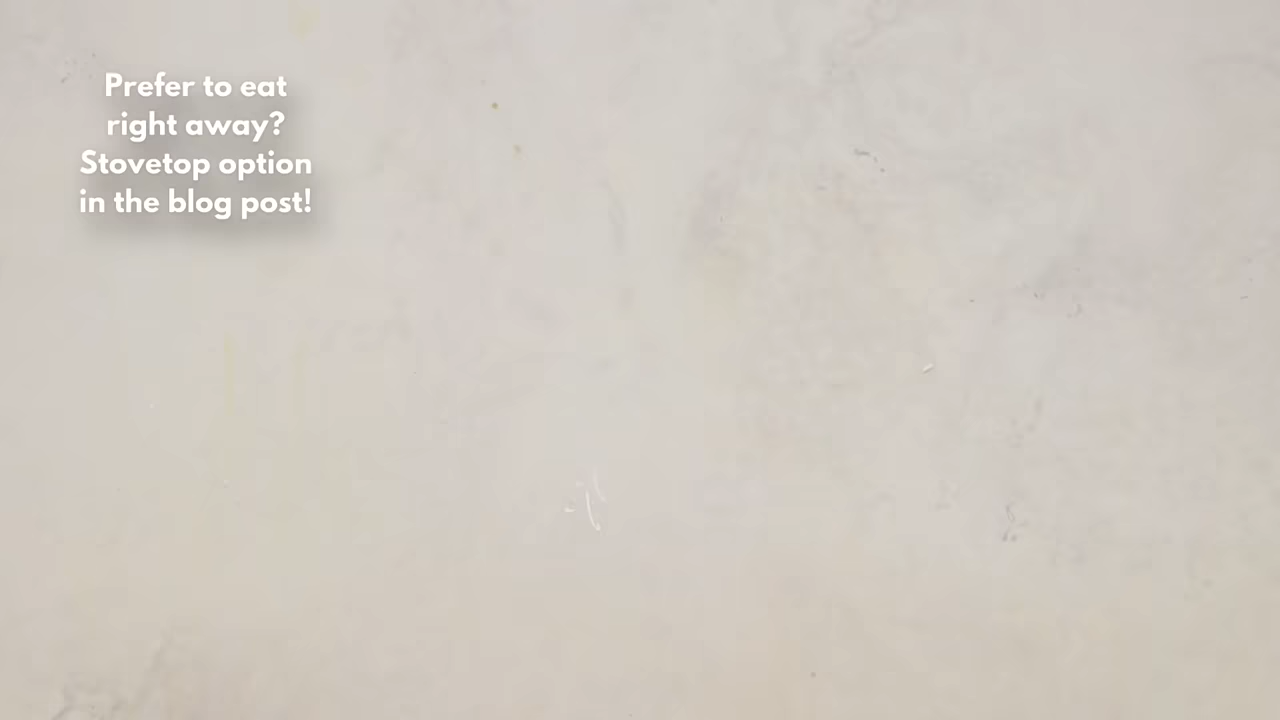 Prefer to eat
right away?
Stovetop option
in the blog post!